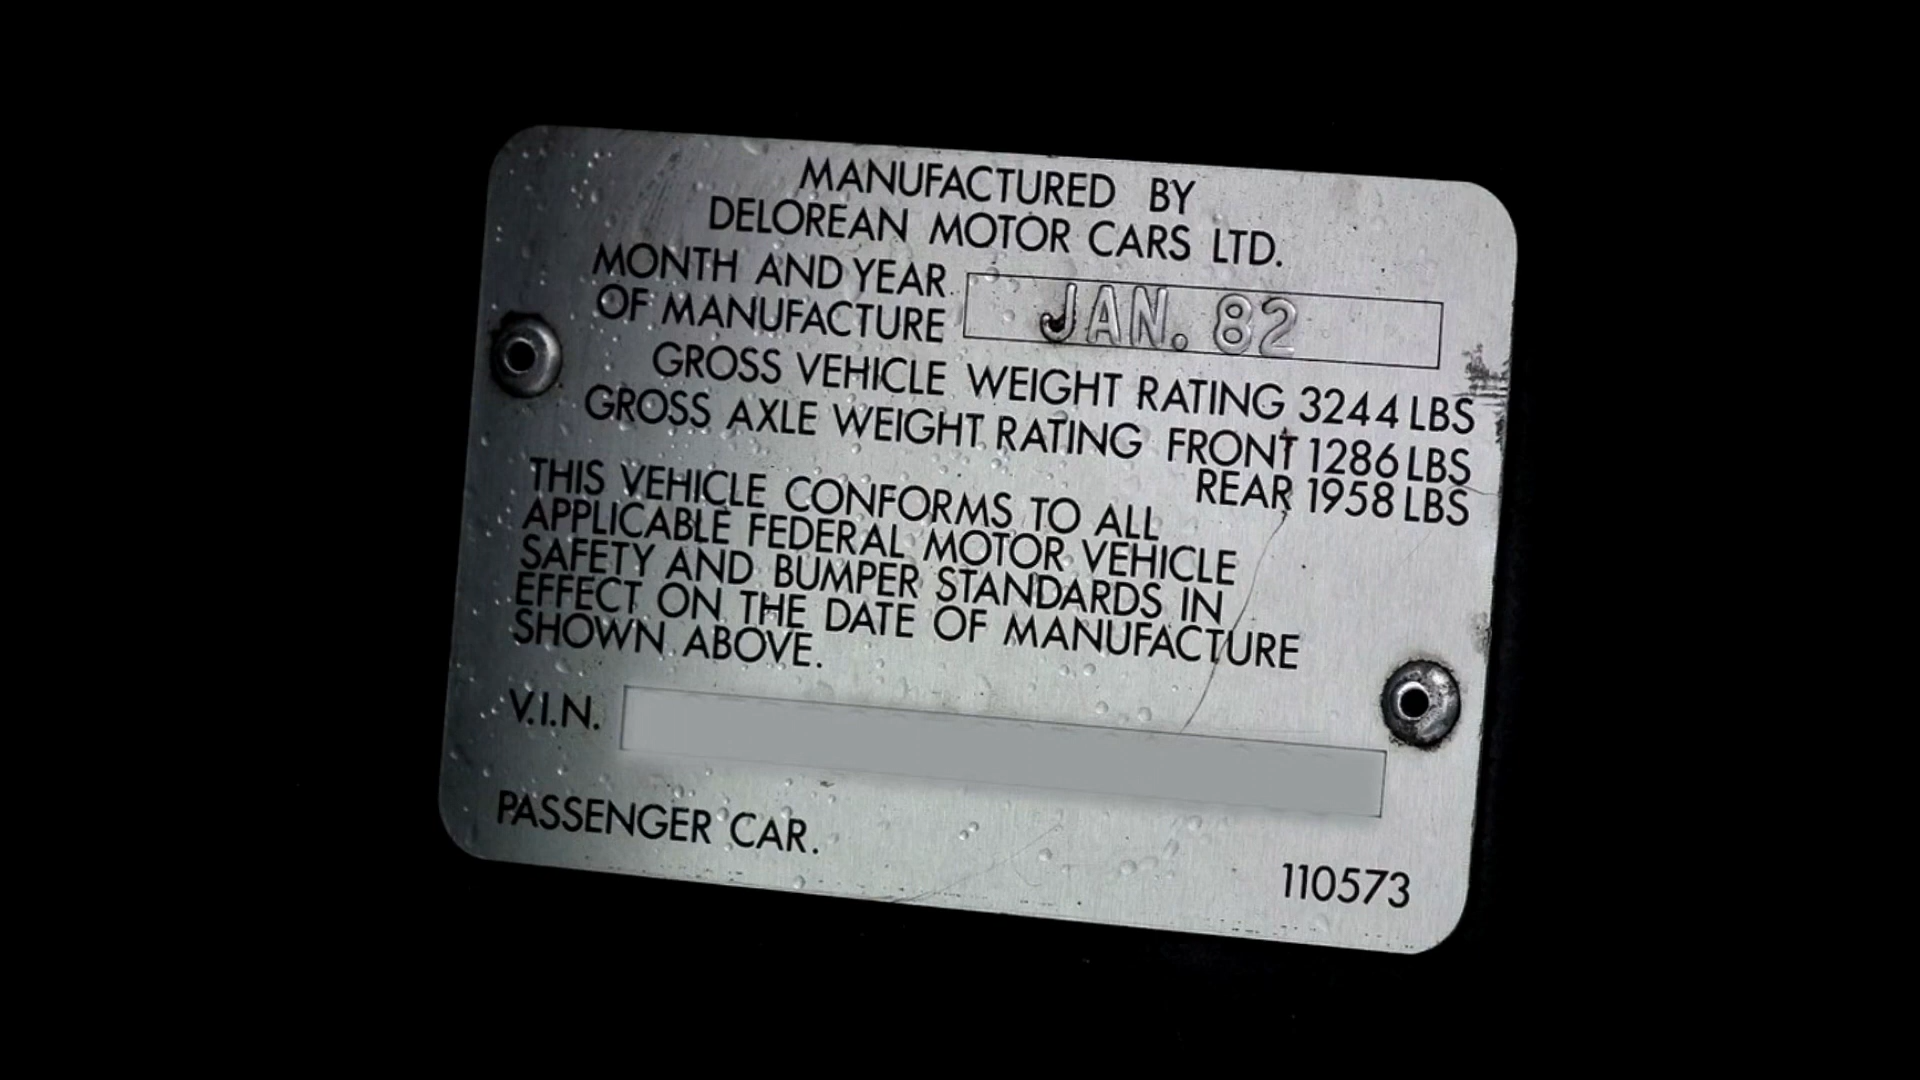 MANUFACTURED BY
DELOREAN MOTOR CARS LTD.
MONTH AND YEAR
OF MANUFACTURE JAN. 82
GROSS VEHICLE WEIGHT RATING 3244 LBS
GROSS AXLE WEIGHT RATING FRONT 1286 LBS
REAR 1958 LBS
THIS VEHICLE CONFORMS TO ALL
APPLICABLE FEDERAL MOTOR VEHICLE
SAFETY AND BUMPER STANDARDS IN
EFFECT ON THE DATE OF MANUFACTURE
SHOWN ABOVE.
V.I.N.
PASSENGER CAR.
110573